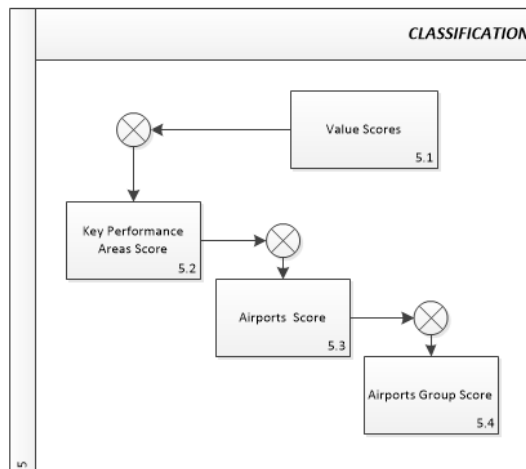 CLASSIFICATION
Value Scores
5.1
Key Performance
Areas Score
5.2
Airports Score
5.3
Airports Group Score
5.4
5